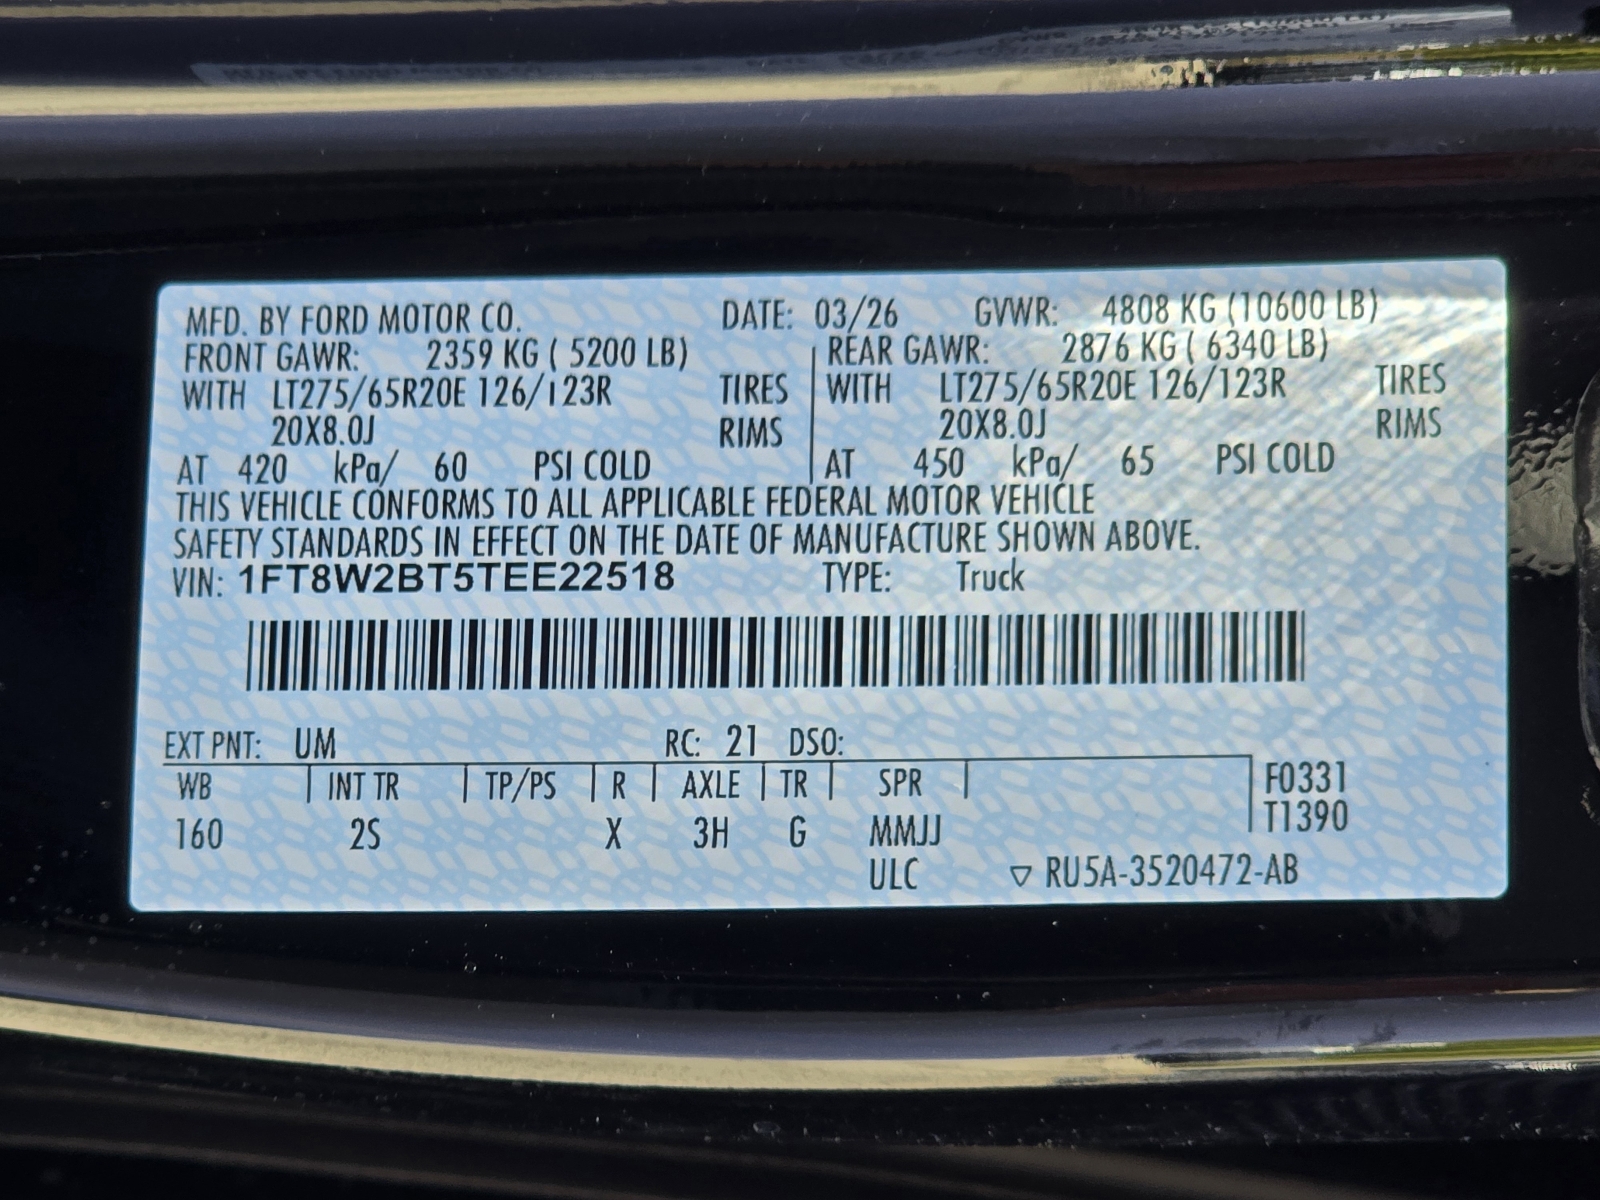 MFD. BY FORD MOTOR CO. DATE: 03/26 GVWR: 4808 KG (10600 LB)
FRONT GAWR: 2359 KG ( 5200 LB) REAR GAWR: 2876 KG ( 6340 LB)
WITH LT275/65R20E 126/123R TIRES WITH LT275/65R20E 126/123R TIRES
20X8.0J RIMS 20X8.0J RIMS
AT 420 kPa/ 60 PSI COLD AT 450 kPa/ 65 PSI COLD
THIS VEHICLE CONFORMS TO ALL APPLICABLE FEDERAL MOTOR VEHICLE
SAFETY STANDARDS IN EFFECT ON THE DATE OF MANUFACTURE SHOWN ABOVE.
VIN: 1FT8W2BT5TEE22518 TYPE: Truck
EXT PNT: UM RC: 21 DSO:
WB INT TR TP/PS R AXLE TR SPR F0331
T1390
160 2S X 3H G MMJJ
ULC ▽ RU5A-3520472-AB